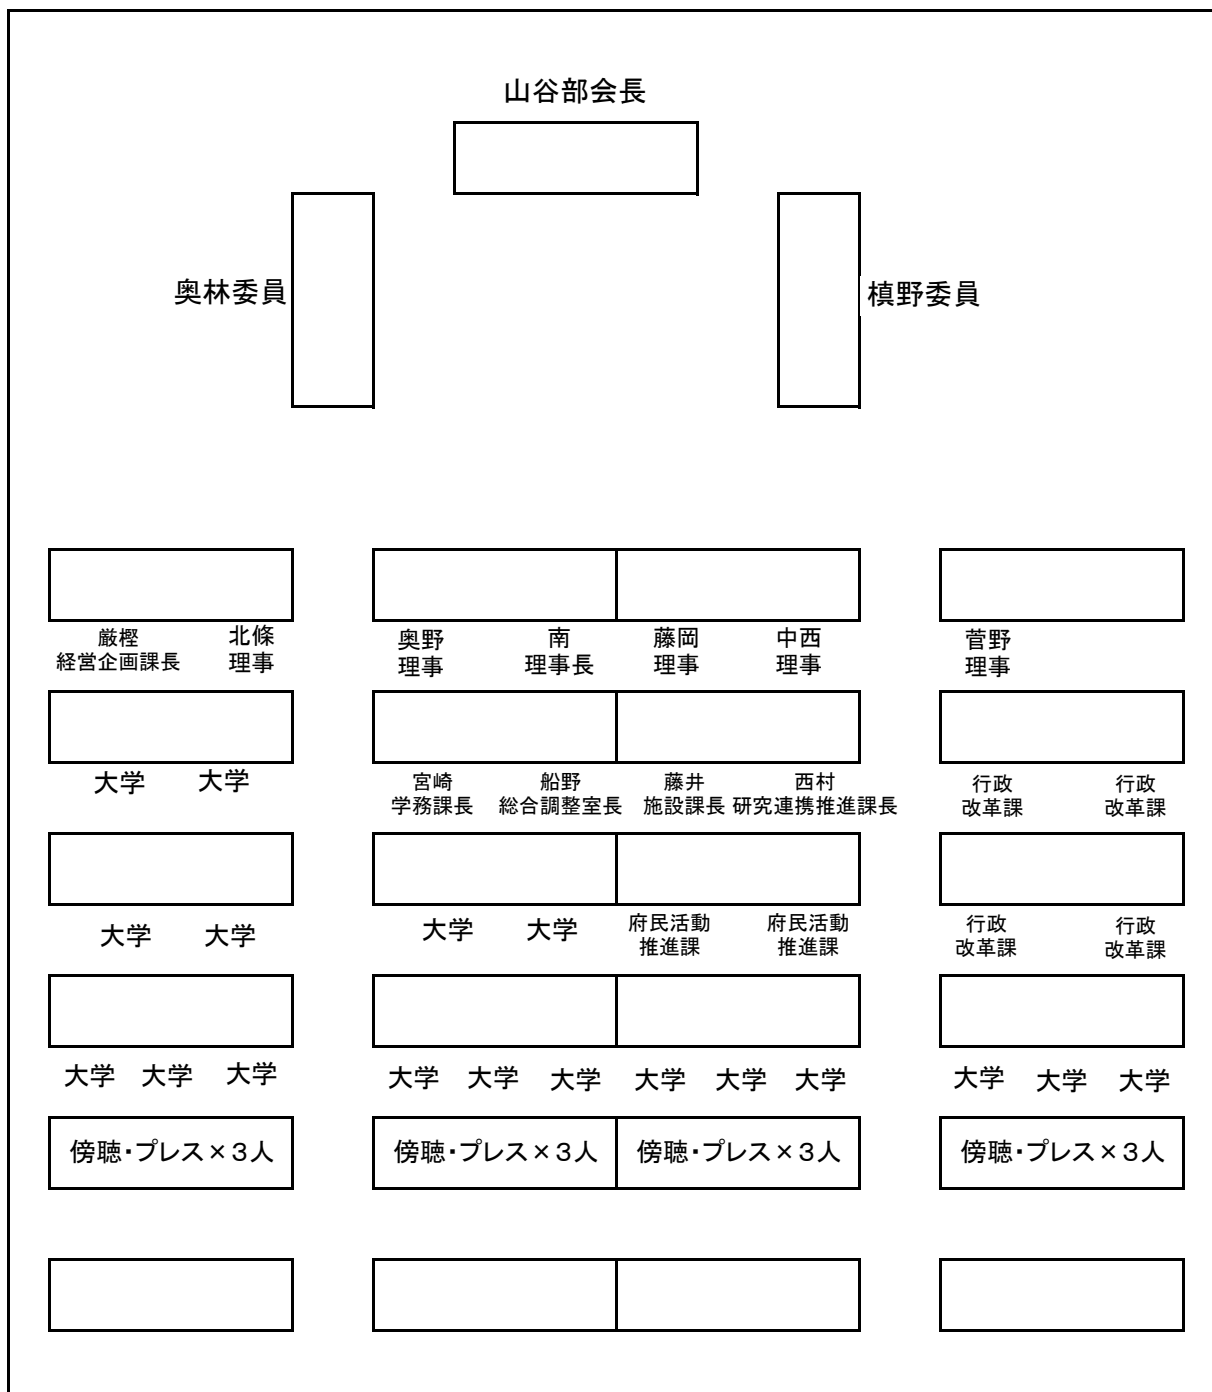 山谷部会長
奥林委員
槙野委員
厳樫
経営企画課長
北條
理事
奥野
理事
南
理事長
藤岡
理事
中西
理事
菅野
理事
大学
大学
宮崎
学務課長
船野
総合調整室長
藤井
施設課長
西村
研究連携推進課長
行政
改革課
行政
改革課
大学
大学
大学
大学
府民活動
推進課
府民活動
推進課
行政
改革課
行政
改革課
大学
大学
大学
大学
大学
大学
大学
大学
大学
大学
大学
大学
傍聴・プレス×３人
傍聴・プレス×３人
傍聴・プレス×３人
傍聴・プレス×３人